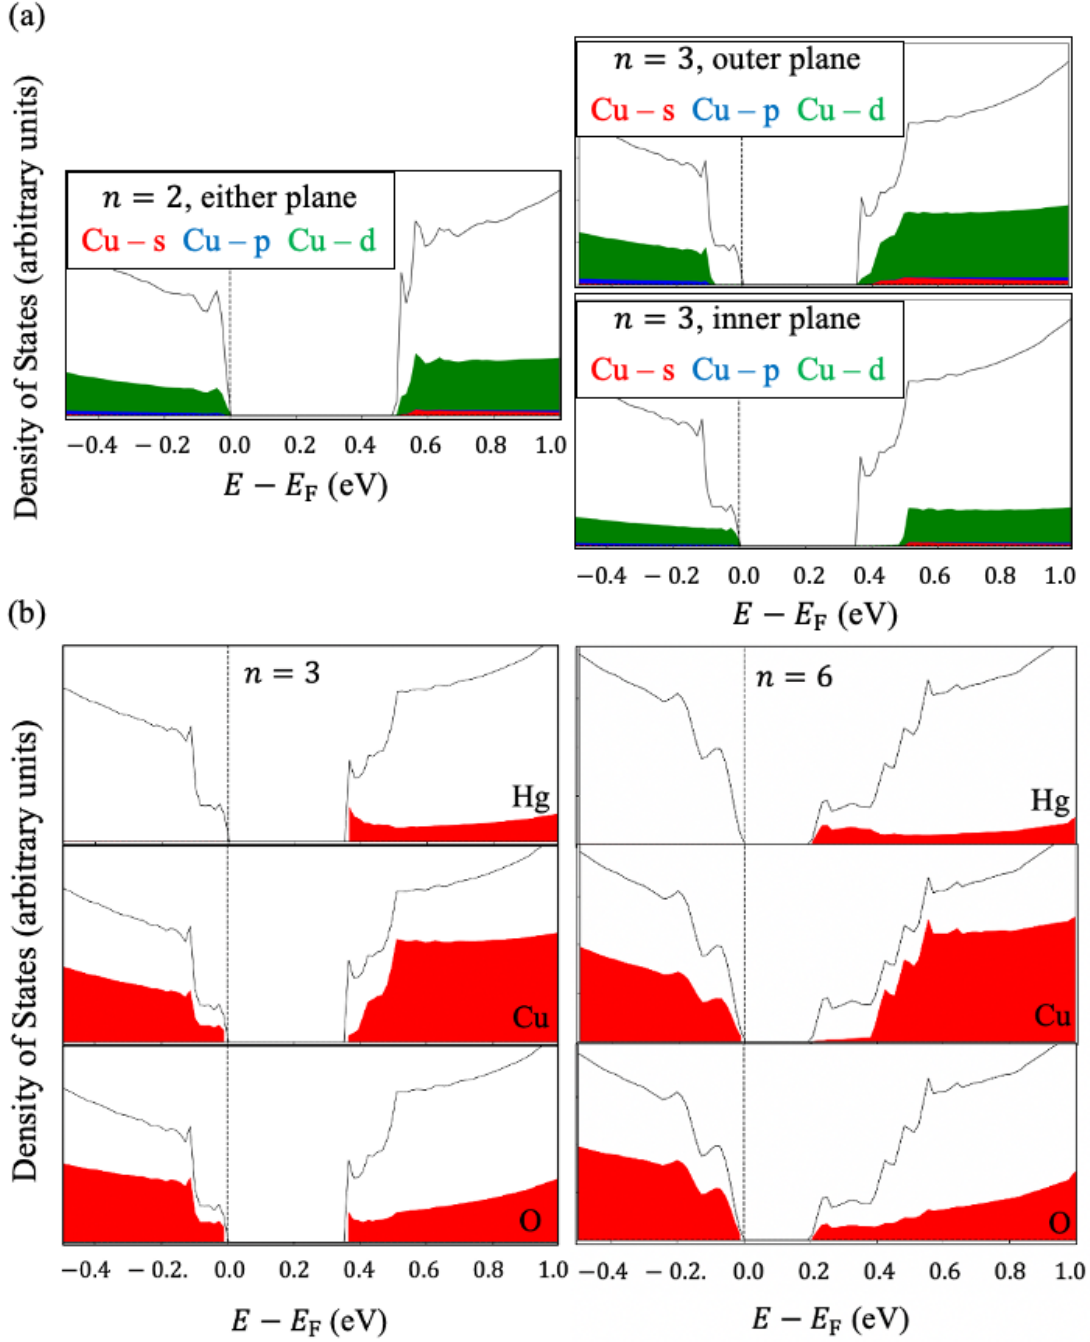 (a)
Density of States (arbitrary units)
n = 2, either plane
Cu – s Cu – p Cu – d
−0.4 − 0.2 0.0 0.2 0.4 0.6 0.8 1.0
E − E_F (eV)
n = 3, outer plane
Cu – s Cu – p Cu – d
n = 3, inner plane
Cu – s Cu – p Cu – d
−0.4 − 0.2 0.0 0.2 0.4 0.6 0.8 1.0
E − E_F (eV)
(b)
Density of States (arbitrary units)
n = 3
Hg
Cu
O
−0.4 − 0.2. 0.0 0.2 0.4 0.6 0.8 1.0
E − E_F (eV)
n = 6
Hg
Cu
O
−0.4 − 0.2. 0.0 0.2 0.4 0.6 0.8 1.0
E − E_F (eV)